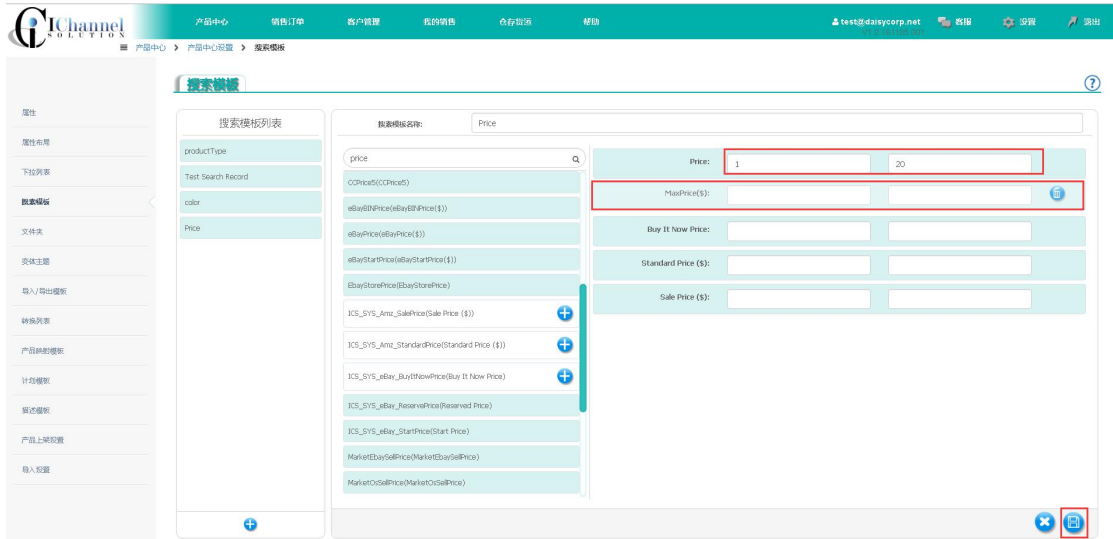 IChannel
SOLUTION
产品中心 销售订单 客户管理 我的销售 仓存货运 帮助 test@daisycorp.net 客服 设置 退出
产品中心 > 产品中心设置 > 搜索模板
搜索模板
属性
属性布局
下拉列表
搜索模板
文件夹
变体主题
导入/导出模板
转换列表
产品映射模板
计划模板
描述模板
产品上架设置
导入设置
搜索模板列表
productType
Test Search Record
color
Price
搜索模板名称: Price
price
CCPrice5(CCPrice5)
eBayBINPrice(eBayBINPrice($))
eBayPrice(eBayPrice($))
eBayStartPrice(eBayStartPrice($))
EbayStorePrice(EbayStorePrice)
ICS_SYS_Amz_SalePrice(Sale Price ($))
ICS_SYS_Amz_StandardPrice(Standard Price ($))
ICS_SYS_eBay_BuyItNowPrice(Buy It Now Price)
ICS_SYS_eBay_ReservePrice(Reserved Price)
ICS_SYS_eBay_StartPrice(Start Price)
MarketEbaySellPrice(MarketEbaySellPrice)
MarketOsSellPrice(MarketOsSellPrice)
Price: 1 20
MaxPrice($):
Buy It Now Price:
Standard Price ($):
Sale Price ($):